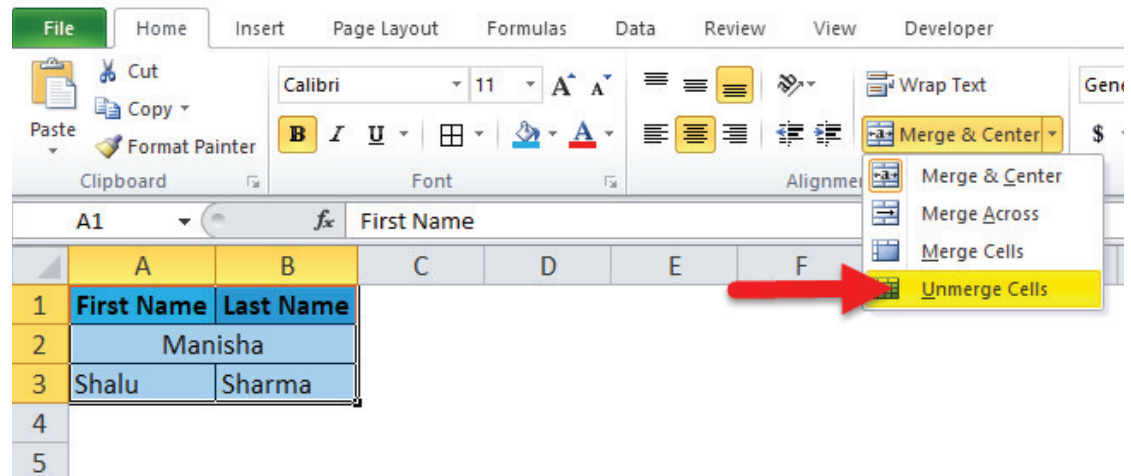 File Home Insert Page Layout Formulas Data Review View Developer
Cut
Copy
Format Painter
Paste
Clipboard
Calibri 11 A A
B I U A
Font
Wrap Text
Merge & Center
Gene
$
Alignme
Merge & Center
Merge Across
Merge Cells
Unmerge Cells
A1 fx First Name
A B C D E F
1 First Name Last Name
2 Manisha
3 Shalu Sharma
4
5